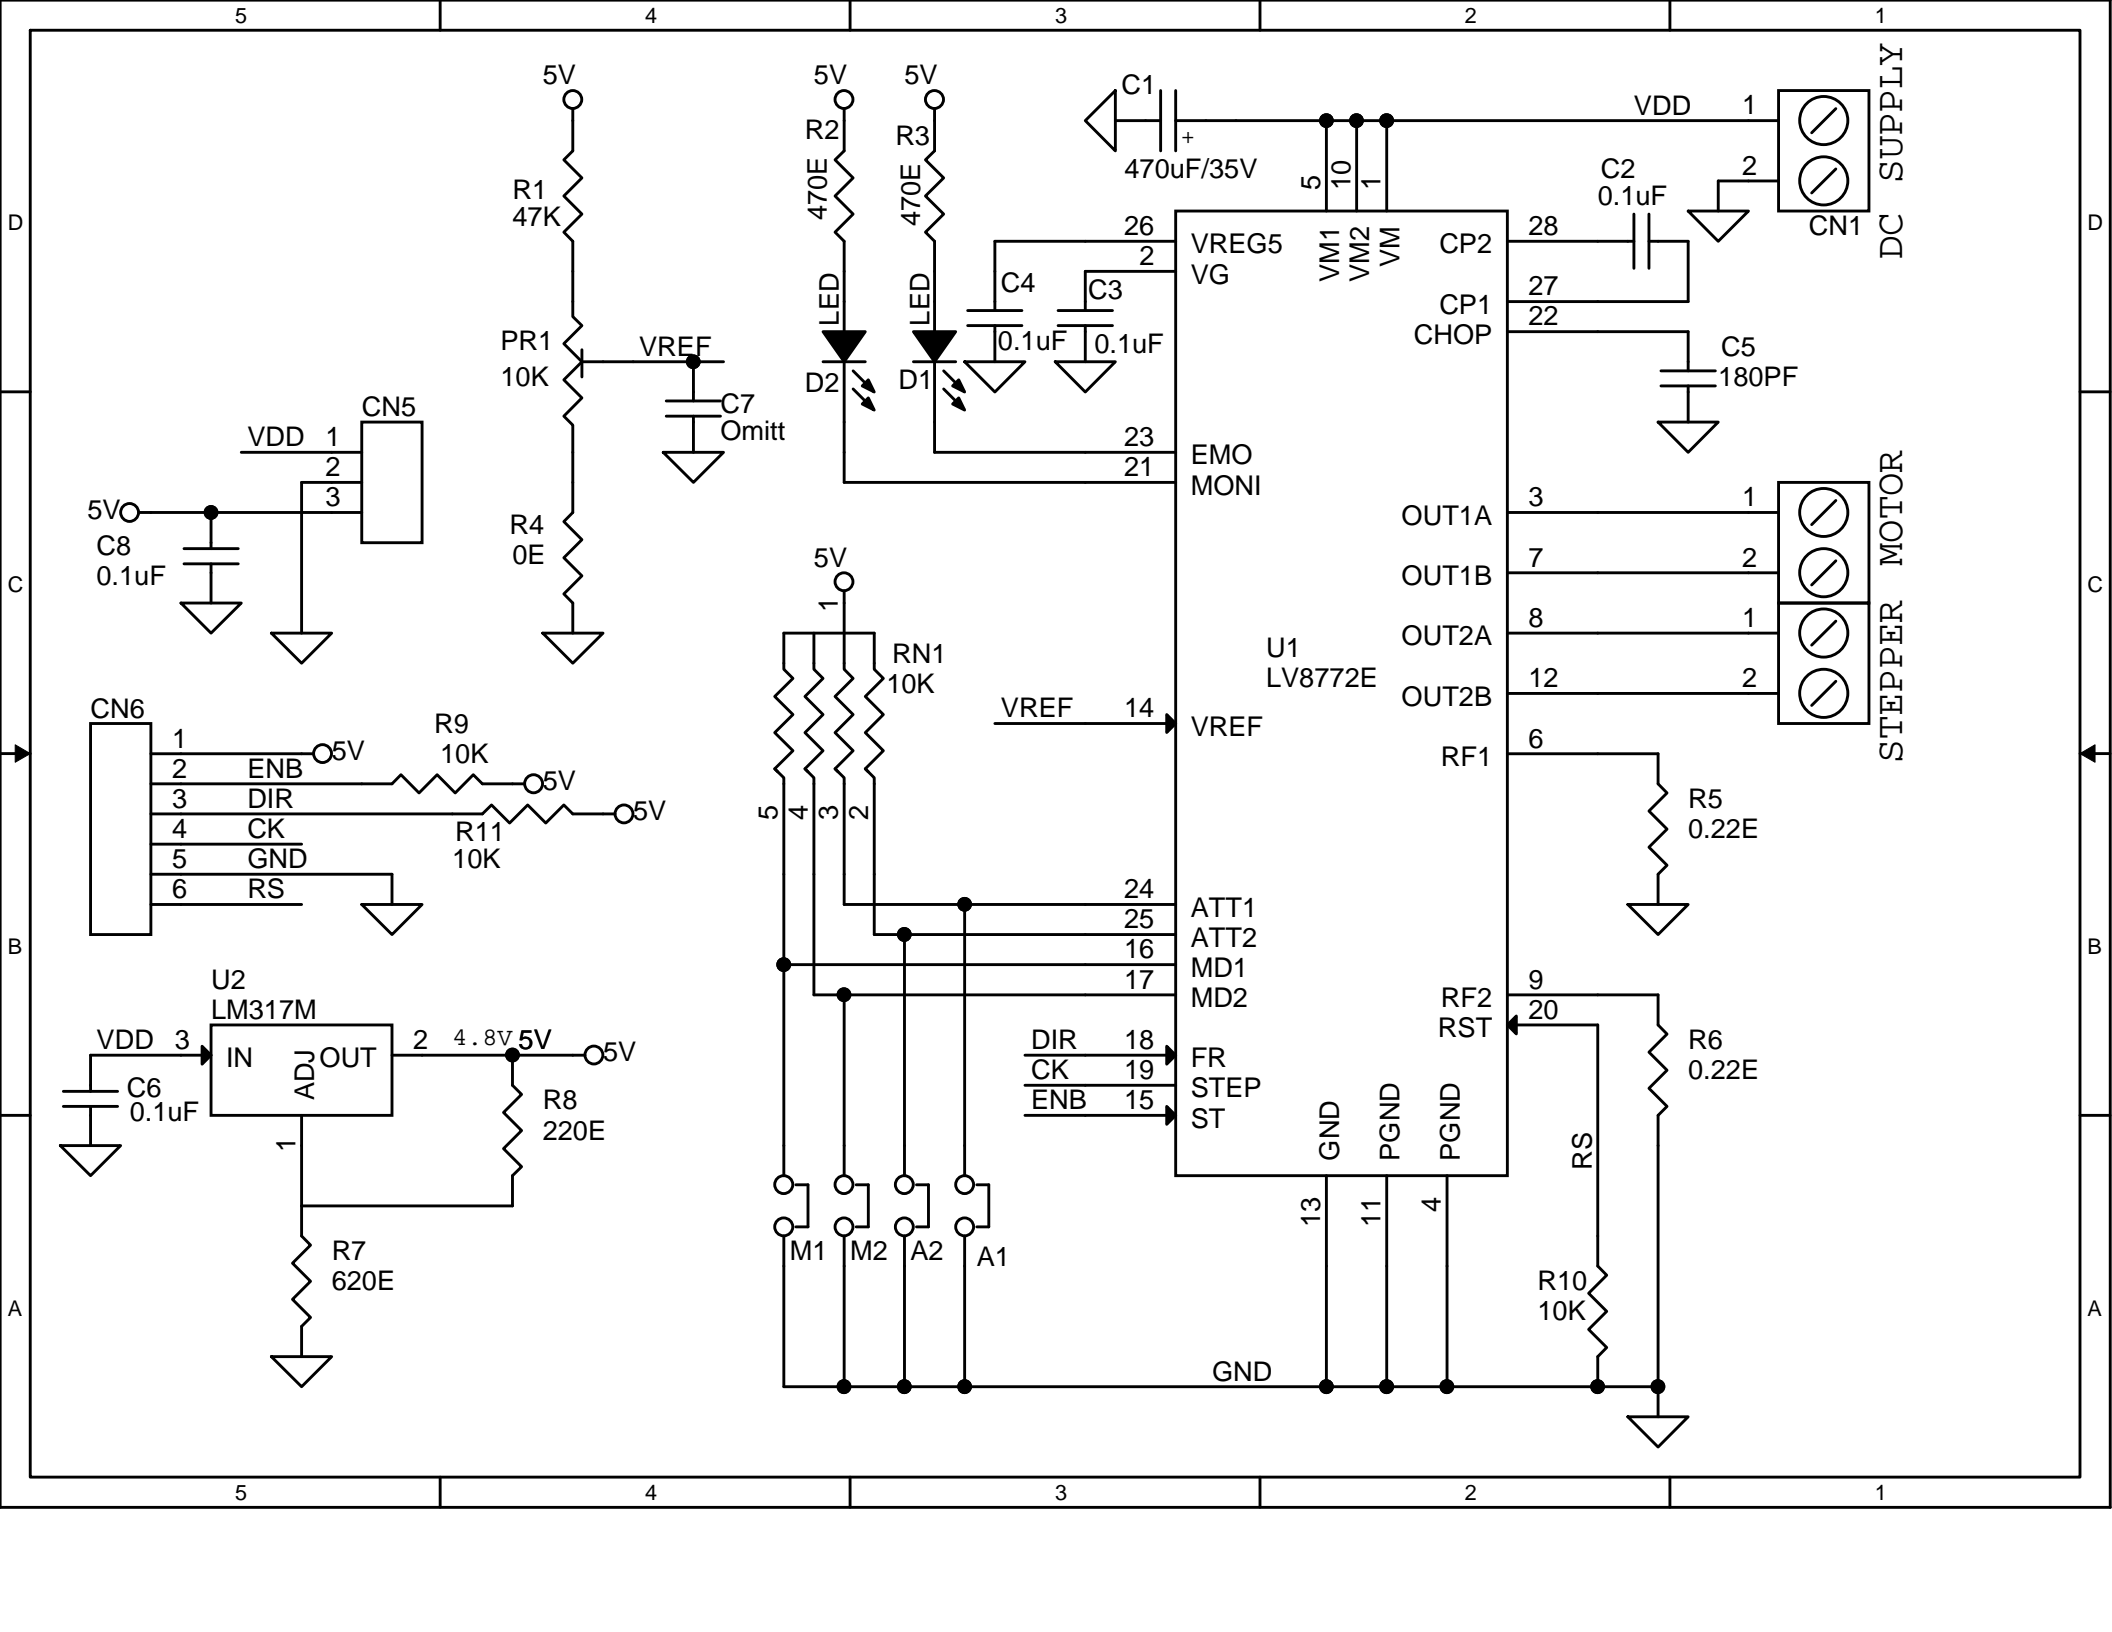 5 4 3 2 1
D
C
B
A
D
C
B
A
5V
R1
47K
PR1
10K
VREF
C7
Omitt
R4
0E
5V
R2
470E
LED
D2
5V
R3
470E
LED
D1
C1
+
470uF/35V
VDD 1
2
CN1
DC SUPPLY
C2
0.1uF
5
10
1
26
2
C4
0.1uF
C3
0.1uF
VREG5
VG
VM1
VM2
VM
CP2
28
CP1
27
CHOP
22
C5
180PF
23
EMO
21
MONI
CN5
VDD 1
2
3
5V
C8
0.1uF
OUT1A 3 1
OUT1B 7 2
OUT2A 8 1
OUT2B 12 2
STEPPER MOTOR
U1
LV8772E
5V
1
RN1
10K
5
4
3
2
VREF 14
VREF
RF1 6
R5
0.22E
CN6
1 5V
2 ENB
R9
10K
5V
3 DIR
R11
10K
5V
4 CK
5 GND
6 RS
24 ATT1
25 ATT2
16 MD1
17 MD2
DIR 18 FR
CK 19 STEP
ENB 15 ST
RF2 9
RST 20
R6
0.22E
U2
LM317M
VDD 3
IN
ADJ
OUT
2 4.8V 5V
5V
C6
0.1uF
1
R8
220E
R7
620E
GND
PGND
PGND
13
11
4
RS
R10
10K
M1
M2
A2
A1
GND
5 4 3 2 1